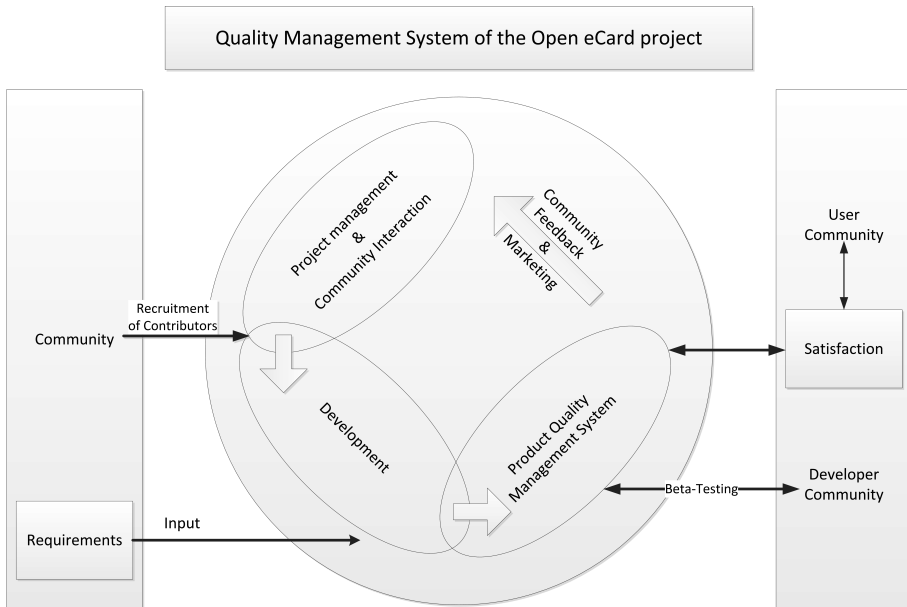 Quality Management System of the Open eCard project
Project management
&
Community Interaction
Community
Feedback
&
Marketing
User
Community
Recruitment
of Contributors
Community
Satisfaction
Development
Product Quality
Management System
Beta-Testing
Developer
Community
Input
Requirements